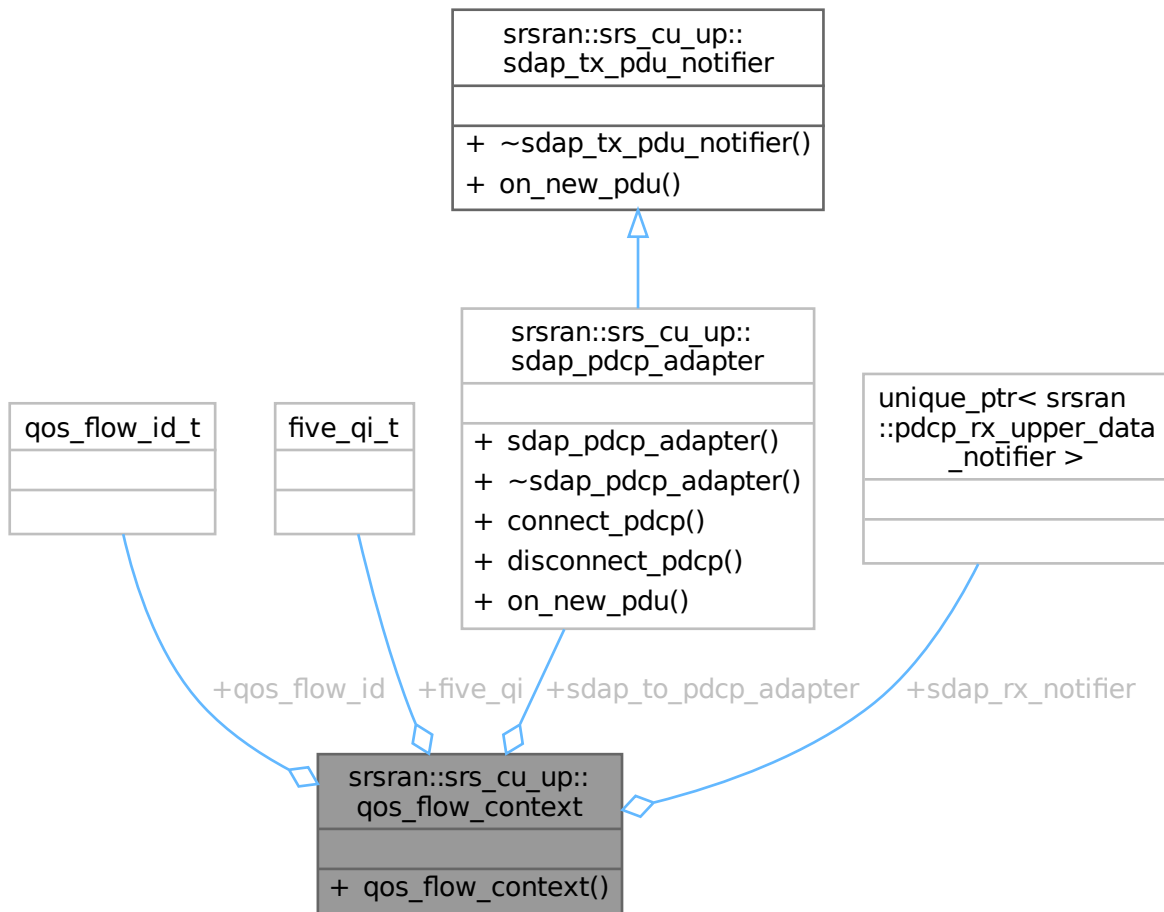 srsran::srs_cu_up::
sdap_tx_pdu_notifier
+ ~sdap_tx_pdu_notifier()
+ on_new_pdu()
srsran::srs_cu_up::
sdap_pdcp_adapter
+ sdap_pdcp_adapter()
+ ~sdap_pdcp_adapter()
+ connect_pdcp()
+ disconnect_pdcp()
+ on_new_pdu()
unique_ptr< srsran
::pdcp_rx_upper_data
_notifier >
qos_flow_id_t
five_qi_t
+qos_flow_id
+five_qi
+sdap_to_pdcp_adapter
+sdap_rx_notifier
srsran::srs_cu_up::
qos_flow_context
+ qos_flow_context()